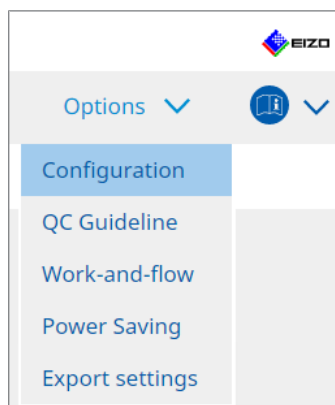 EIZO
Options
Configuration
QC Guideline
Work-and-flow
Power Saving
Export settings